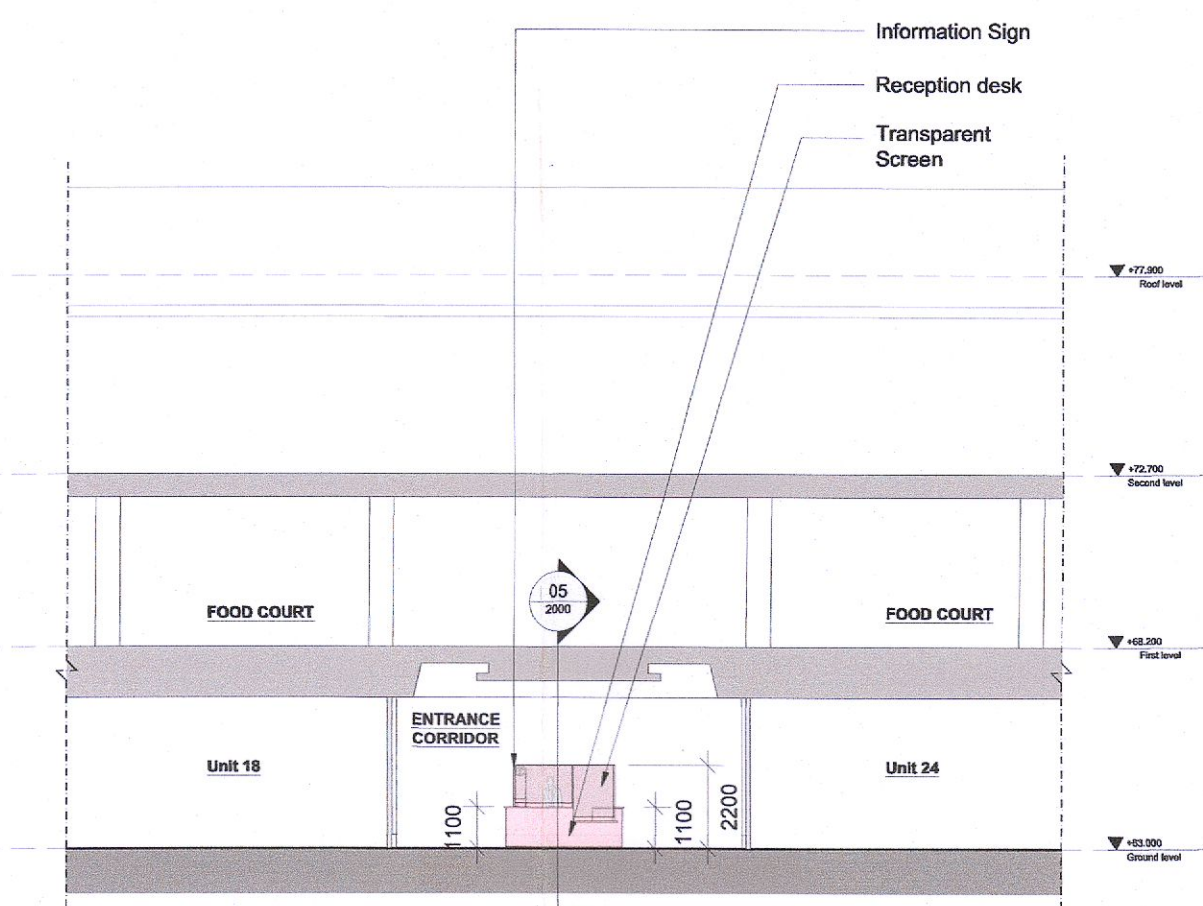 Information Sign
Reception desk
Transparent
Screen
+77.900
Roof level
+72.700
Second level
05
2000
FOOD COURT
FOOD COURT
+68.200
First level
ENTRANCE
CORRIDOR
Unit 18
Unit 24
1100
1100
2200
+63.000
Ground level